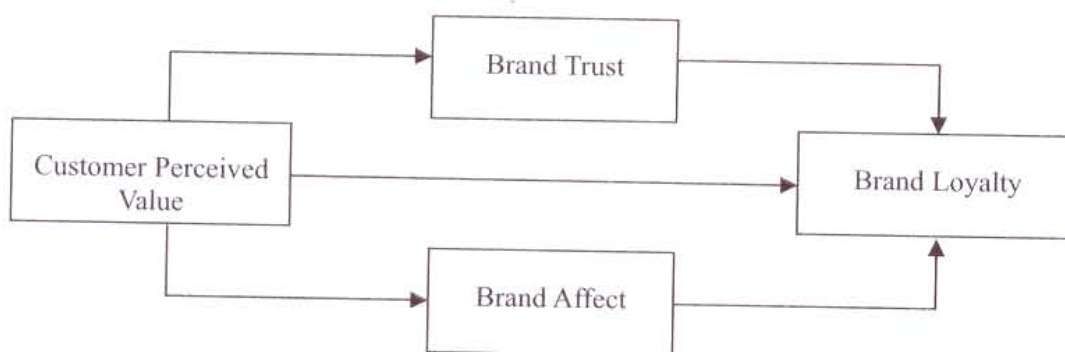 Brand Trust
Customer Perceived
Value
Brand Loyalty
Brand Affect